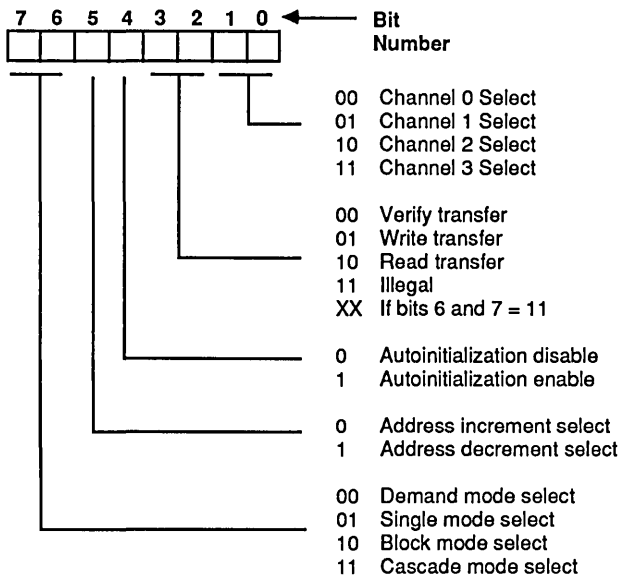 7 6 5 4 3 2 1 0 Bit
Number
00 Channel 0 Select
01 Channel 1 Select
10 Channel 2 Select
11 Channel 3 Select
00 Verify transfer
01 Write transfer
10 Read transfer
11 Illegal
XX If bits 6 and 7 = 11
0 Autoinitialization disable
1 Autoinitialization enable
0 Address increment select
1 Address decrement select
00 Demand mode select
01 Single mode select
10 Block mode select
11 Cascade mode select